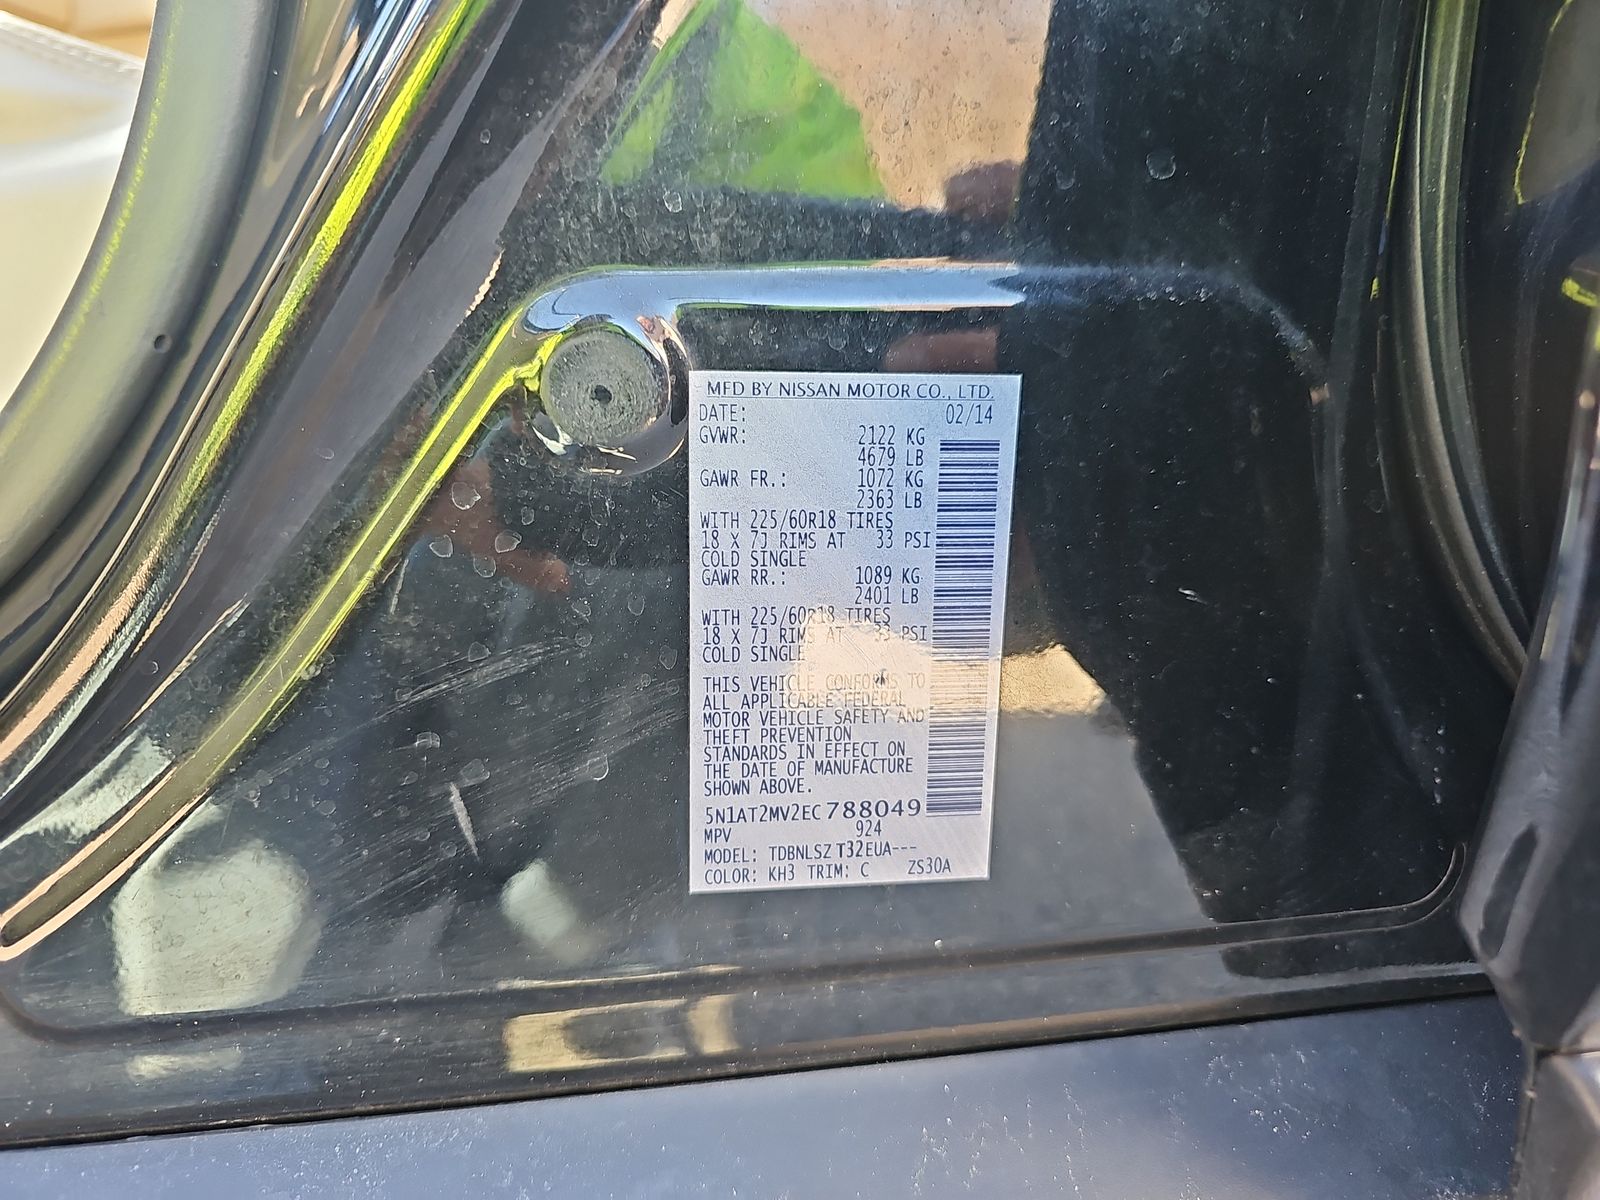 MFD BY NISSAN MOTOR CO., LTD.
DATE: 02/14
GVWR: 2122 KG
4679 LB
GAWR FR.: 1072 KG
2363 LB
WITH 225/60R18 TIRES
18 X 7J RIMS AT 33 PSI
COLD SINGLE
GAWR RR.: 1089 KG
2401 LB
WITH 225/60R18 TIRES
18 X 7J RIMS AT 33 PSI
COLD SINGLE
THIS VEHICLE CONFORMS TO
ALL APPLICABLE FEDERAL
MOTOR VEHICLE SAFETY AND
THEFT PREVENTION
STANDARDS IN EFFECT ON
THE DATE OF MANUFACTURE
SHOWN ABOVE.
5N1AT2MV2EC788049
MPV 924
MODEL: TDBNLSZ T32EUA---
COLOR: KH3 TRIM: C ZS30A